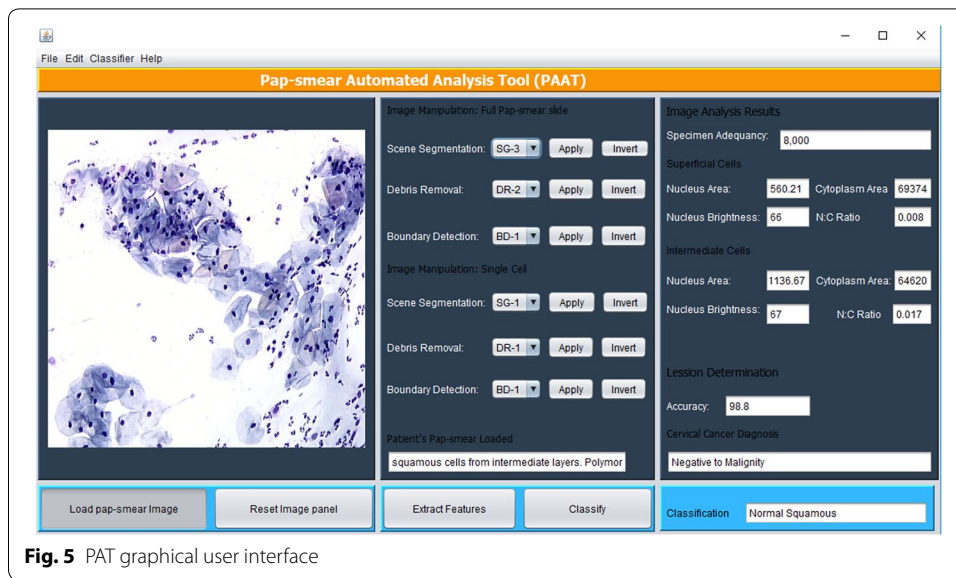 File Edit Classifier Help
Pap-smear Automated Analysis Tool (PAAT)
Image Manipulation: Full Pap-smear slide
Scene Segmentation: SG-3 Apply Invert
Debris Removal: DR-2 Apply Invert
Boundary Detection: BD-1 Apply Invert
Image Manipulation: Single Cell
Scene Segmentation: SG-1 Apply Invert
Debris Removal: DR-1 Apply Invert
Boundary Detection: BD-1 Apply Invert
Patient's Pap-smear Loaded
squamous cells from intermediate layers. Polymor
Image Analysis Results
Specimen Adequancy: 8,000
Superficial Cells
Nucleus Area: 560.21 Cytoplasm Area 69374
Nucleus Brightness: 66 N:C Ratio 0.008
Intermediate Cells
Nucleus Area: 1136.67 Cytoplasm Area: 64620
Nucleus Brightness: 67 N:C Ratio 0.017
Lession Determination
Accuracy: 98.8
Cervical Cancer Diagnosis
Negative to Malignity
Load pap-smear Image Reset Image panel Extract Features Classify
Classification Normal Squamous
Fig. 5 PAT graphical user interface